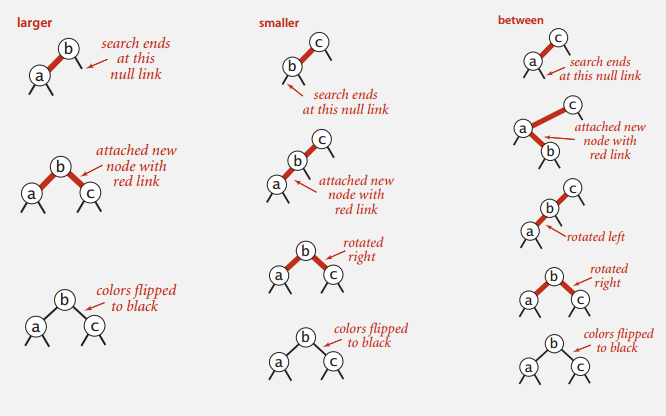 larger
b
a
search ends
at this
null link
b
a
c
attached new
node with
red link
b
a
c
colors flipped
to black
smaller
c
b
search ends
at this null link
c
b
a
attached new
node with
red link
b
a
c
rotated
right
b
a
c
colors flipped
to black
between
c
a
search ends
at this null link
c
a
b
attached new
node with
red link
c
b
a
rotated left
b
a
c
rotated
right
b
a
c
colors flipped
to black